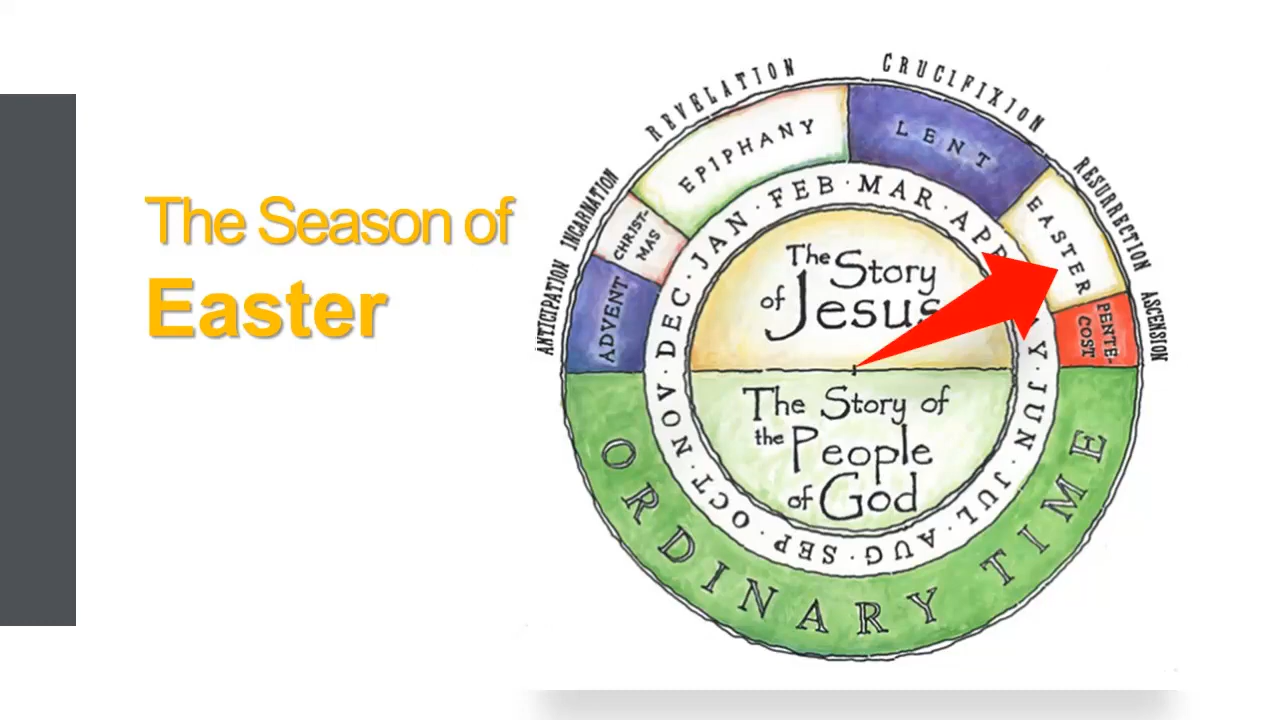 The Season of
Easter
ANTICIPATION
INCARNATION
REVELATION
CRUCIFIXION
RESURRECTION
ASCENSION
ADVENT
CHRIST-
MAS
EPIPHANY
LENT
EASTER
PENTE-
COST
ORDINARY TIME
NOV · DEC · JAN · FEB · MAR · APR
JUN · JUL · AUG · SEP · OCT
The Story
of Jesus
The Story of
the People
of God